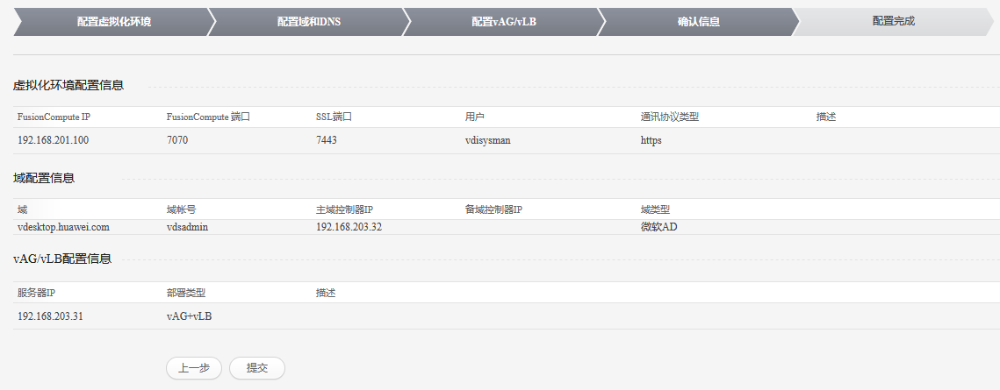 配置虚拟化环境 配置域和DNS 配置vAG/vLB 确认信息 配置完成
虚拟化环境配置信息
FusionCompute IP FusionCompute 端口 SSL端口 用户 通讯协议类型 描述
192.168.201.100 7070 7443 vdisysman https
域配置信息
域 域帐号 主域控制器IP 备域控制器IP 域类型
vdesktop.huawei.com vdsadmin 192.168.203.32 微软AD
vAG/vLB配置信息
服务器IP 部署类型 描述
192.168.203.31 vAG+vLB
上一步 提交